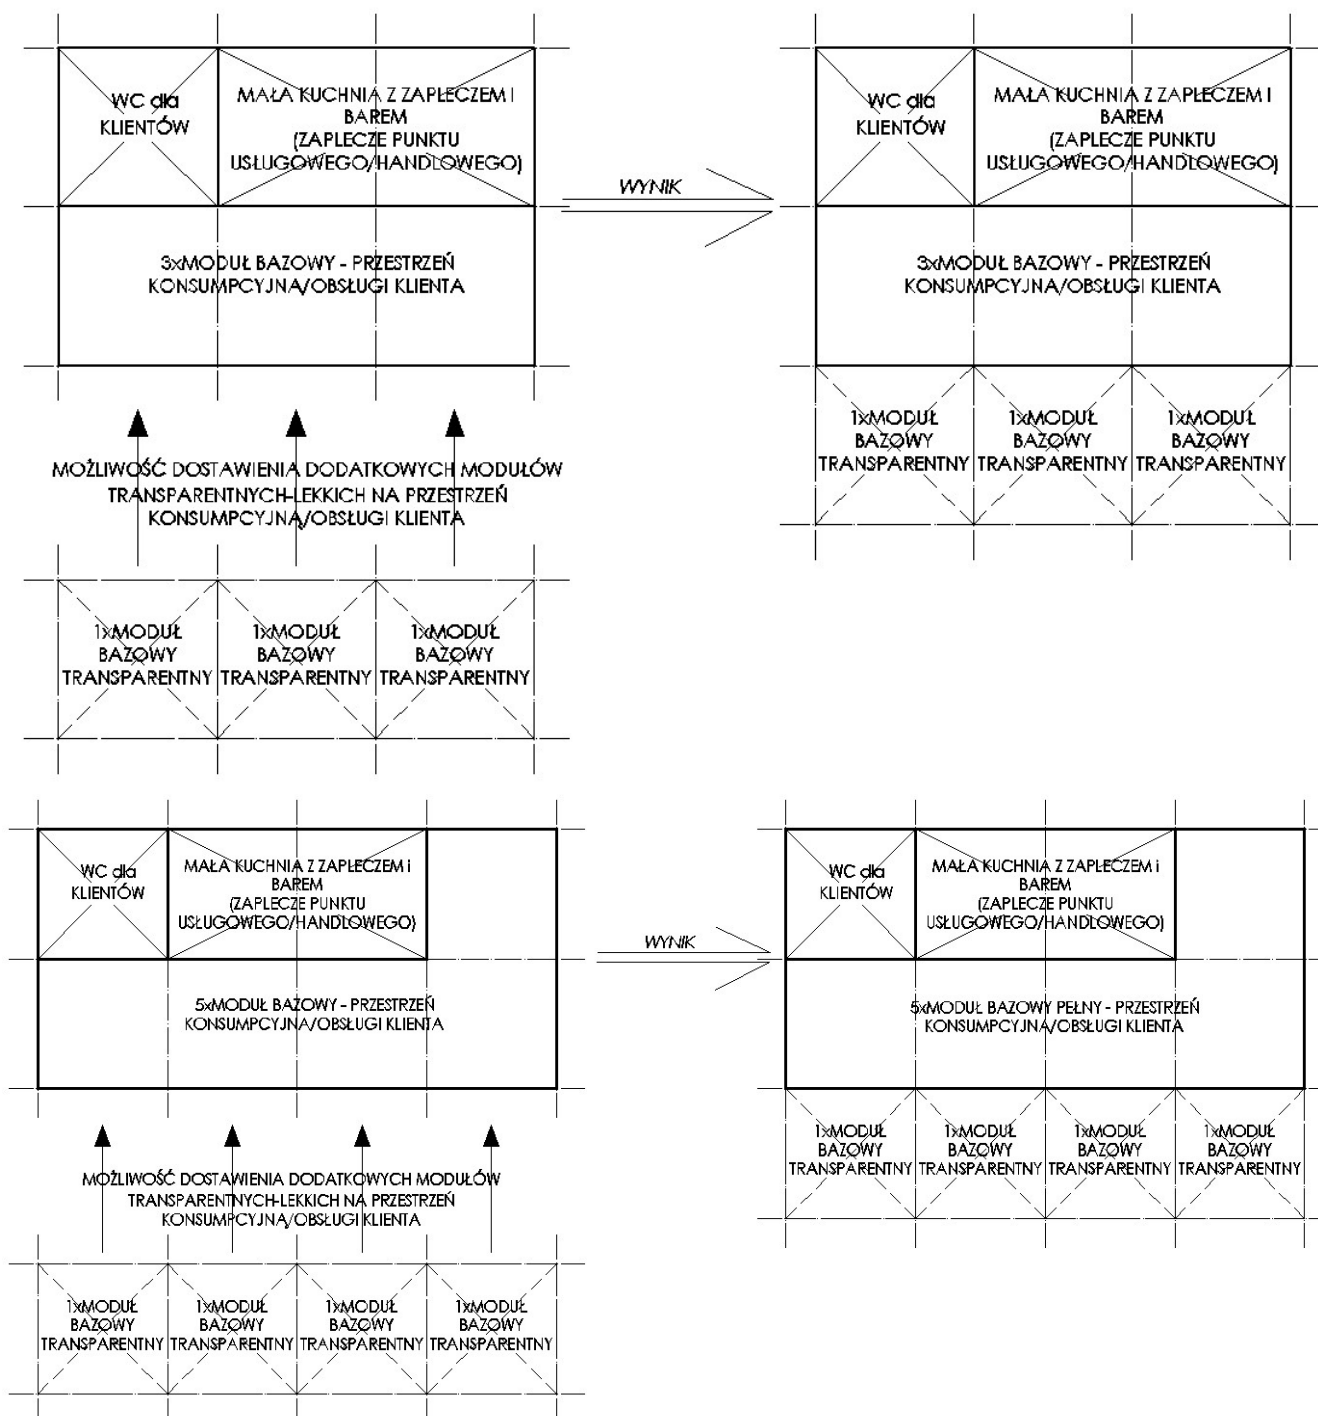 WC dla
KLIENTÓW
MAŁA KUCHNIA Z ZAPLECZEM i
BAREM
(ZAPLECZE PUNKTU
USŁUGOWEGO/HANDLOWEGO)
3xMODUŁ BAZOWY - PRZESTRZEŃ
KONSUMPCYJNA/OBSŁUGI KLIENTA
WYNIK
WC dla
KLIENTÓW
MAŁA KUCHNIA Z ZAPLECZEM i
BAREM
(ZAPLECZE PUNKTU
USŁUGOWEGO/HANDLOWEGO)
3xMODUŁ BAZOWY - PRZESTRZEŃ
KONSUMPCYJNA/OBSŁUGI KLIENTA
1xMODUŁ
BAZOWY
TRANSPARENTNY
1xMODUŁ
BAZOWY
TRANSPARENTNY
1xMODUŁ
BAZOWY
TRANSPARENTNY
MOŻLIWOŚĆ DOSTAWIENIA DODATKOWYCH MODUŁÓW
TRANSPARENTNYCH-LEKKICH NA PRZESTRZEŃ
KONSUMPCYJNĄ/OBSŁUGI KLIENTA
1xMODUŁ
BAZOWY
TRANSPARENTNY
1xMODUŁ
BAZOWY
TRANSPARENTNY
1xMODUŁ
BAZOWY
TRANSPARENTNY
WC dla
KLIENTÓW
MAŁA KUCHNIA Z ZAPLECZEM i
BAREM
(ZAPLECZE PUNKTU
USŁUGOWEGO/HANDLOWEGO)
5xMODUŁ BAZOWY - PRZESTRZEŃ
KONSUMPCYJNA/OBSŁUGI KLIENTA
WYNIK
WC dla
KLIENTÓW
MAŁA KUCHNIA Z ZAPLECZEM i
BAREM
(ZAPLECZE PUNKTU
USŁUGOWEGO/HANDLOWEGO)
5xMODUŁ BAZOWY PEŁNY - PRZESTRZEŃ
KONSUMPCYJNA/OBSŁUGI KLIENTA
1xMODUŁ
BAZOWY
TRANSPARENTNY
1xMODUŁ
BAZOWY
TRANSPARENTNY
1xMODUŁ
BAZOWY
TRANSPARENTNY
1xMODUŁ
BAZOWY
TRANSPARENTNY
MOŻLIWOŚĆ DOSTAWIENIA DODATKOWYCH MODUŁÓW
TRANSPARENTNYCH-LEKKICH NA PRZESTRZEŃ
KONSUMPCYJNĄ/OBSŁUGI KLIENTA
1xMODUŁ
BAZOWY
TRANSPARENTNY
1xMODUŁ
BAZOWY
TRANSPARENTNY
1xMODUŁ
BAZOWY
TRANSPARENTNY
1xMODUŁ
BAZOWY
TRANSPARENTNY